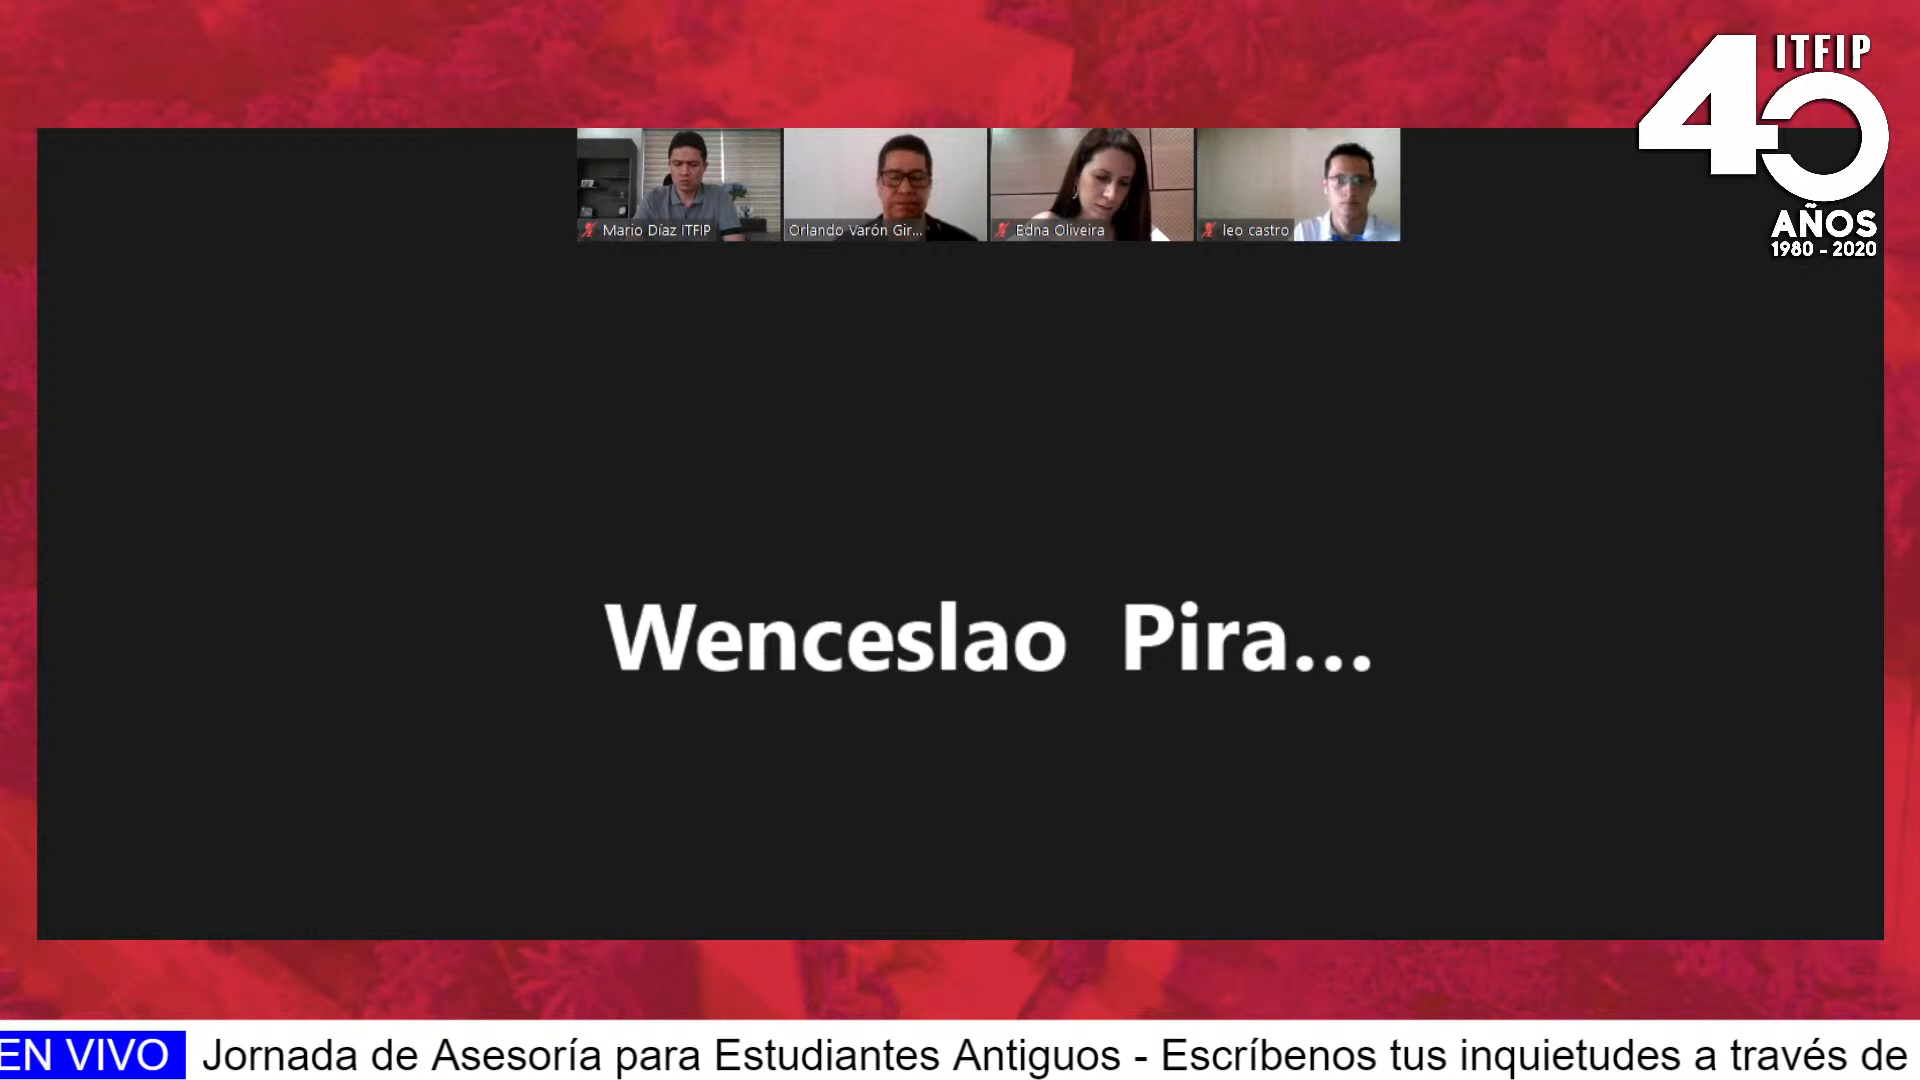 ITFIP
40
AÑOS
1980 - 2020
Mario Díaz ITFIP
Orlando Varón Gir...
Edna Oliveira
leo castro
Wenceslao Pira...
EN VIVO
Jornada de Asesoría para Estudiantes Antiguos - Escríbenos tus inquietudes a través de